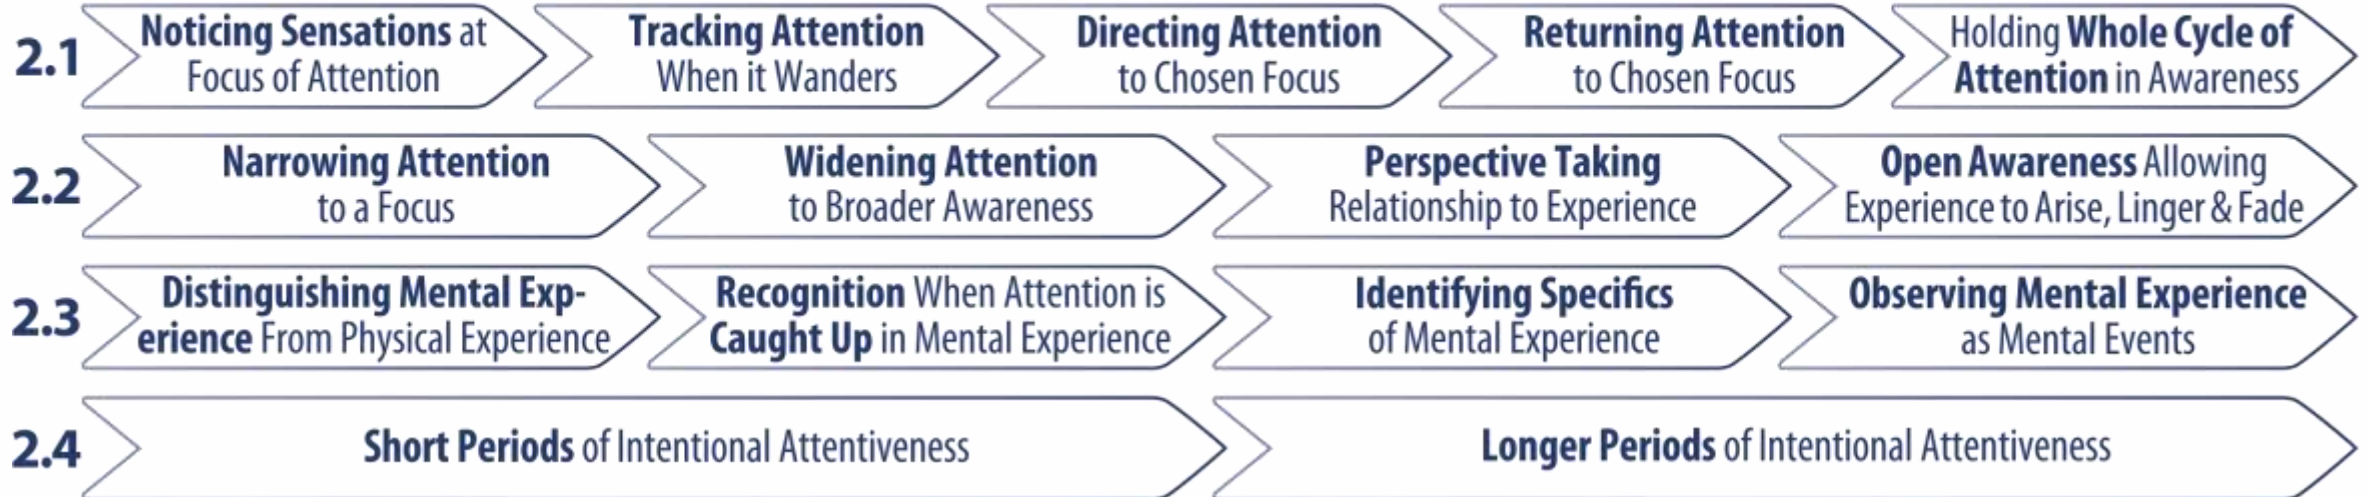 2.1
Noticing Sensations at
Focus of Attention
Tracking Attention
When it Wanders
Directing Attention
to Chosen Focus
Returning Attention
to Chosen Focus
Holding Whole Cycle of
Attention in Awareness
2.2
Narrowing Attention
to a Focus
Widening Attention
to Broader Awareness
Perspective Taking
Relationship to Experience
Open Awareness Allowing
Experience to Arise, Linger & Fade
2.3
Distinguishing Mental Exp-
erience From Physical Experience
Recognition When Attention is
Caught Up in Mental Experience
Identifying Specifics
of Mental Experience
Observing Mental Experience
as Mental Events
2.4
Short Periods of Intentional Attentiveness
Longer Periods of Intentional Attentiveness